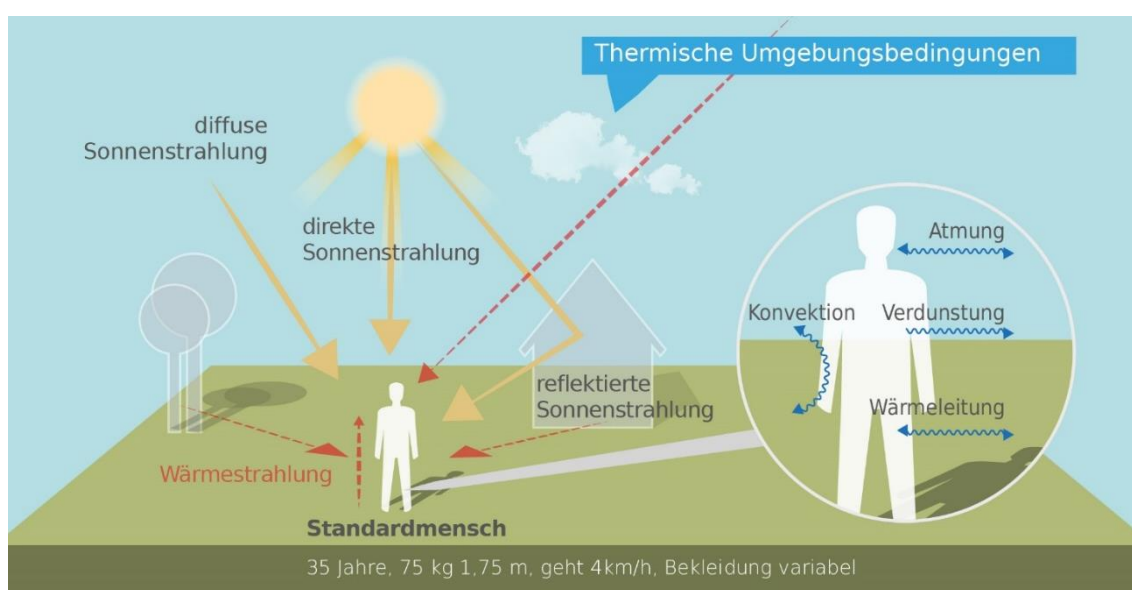 Thermische Umgebungsbedingungen
diffuse
Sonnenstrahlung
direkte
Sonnenstrahlung
Atmung
Konvektion
Verdunstung
reflektierte
Sonnenstrahlung
Wärmeleitung
Wärmestrahlung
Standardmensch
35 Jahre, 75 kg 1,75 m, geht 4km/h, Bekleidung variabel